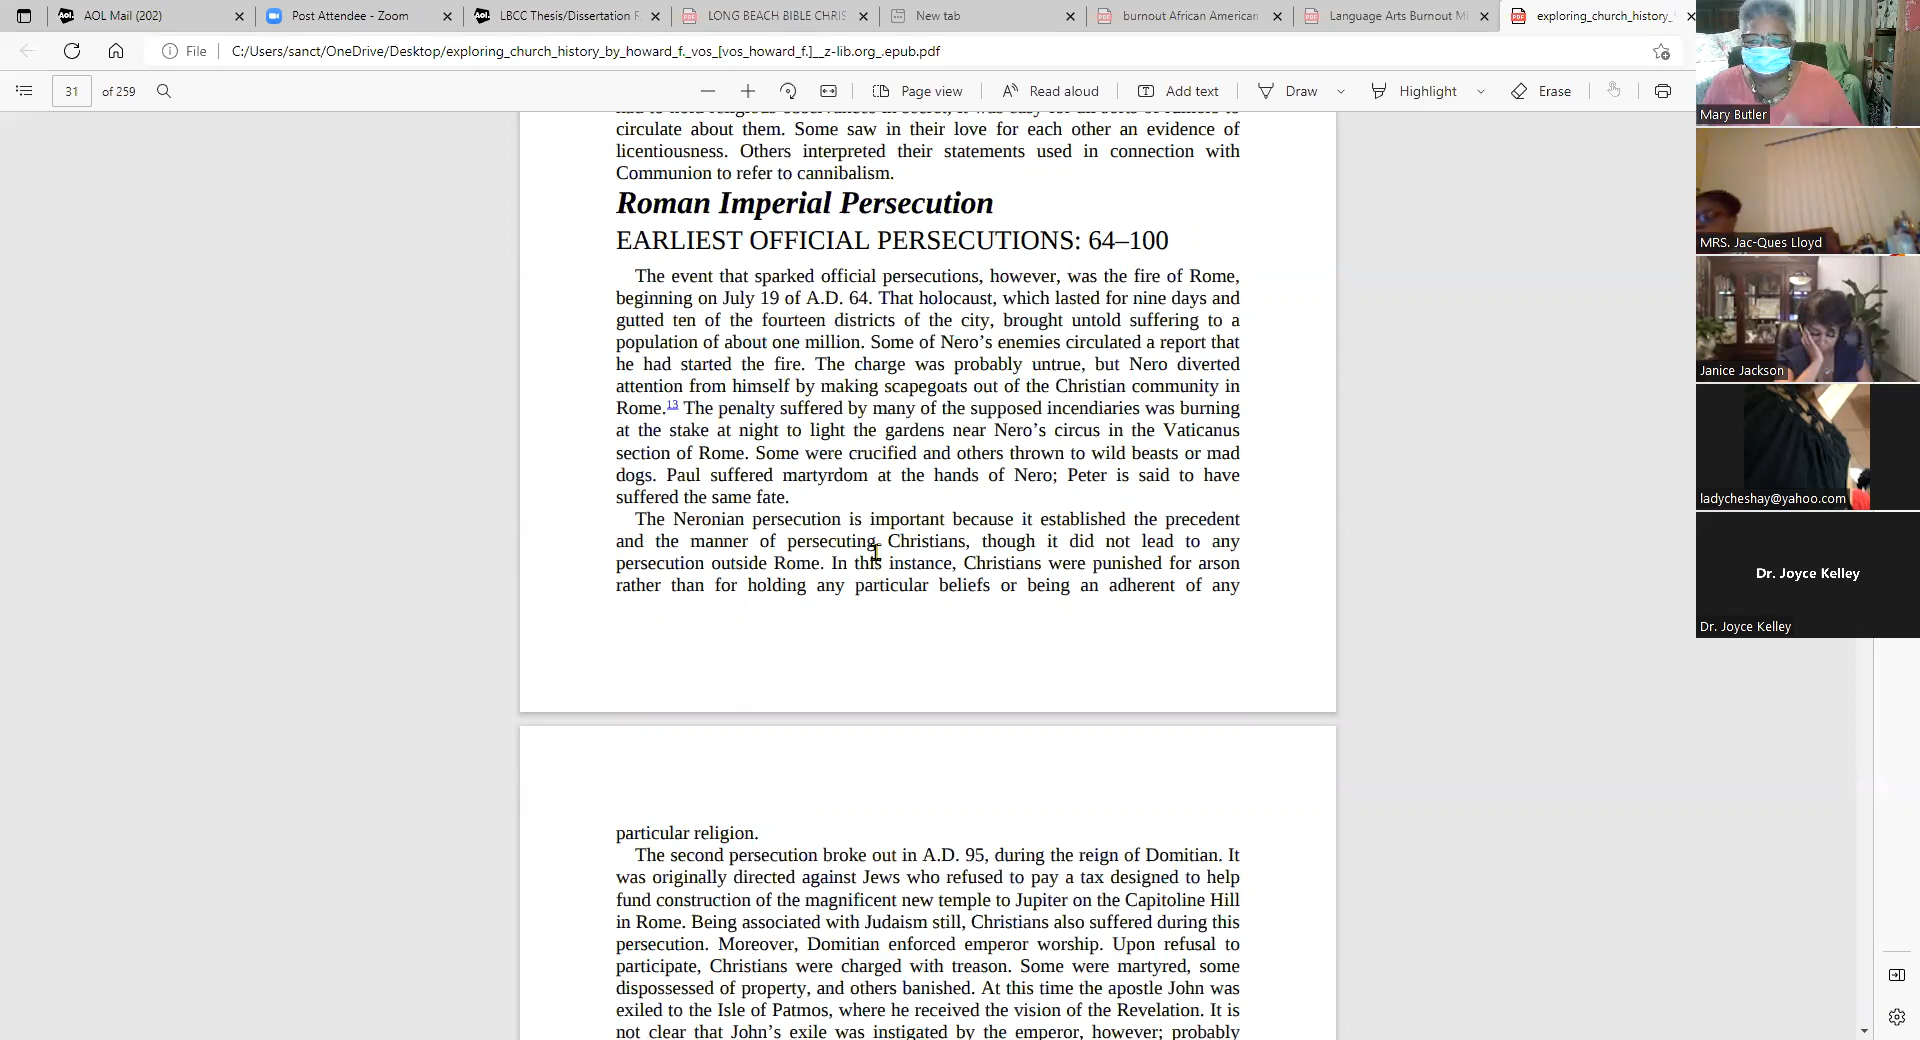 AOL Mail (202)
Post Attendee - Zoom
LBCC Thesis/Dissertation R
LONG BEACH BIBLE CHRIS
New tab
burnout African American
Language Arts Burnout MI
exploring_church_history_
File
C:/Users/sanct/OneDrive/Desktop/exploring_church_history_by_howard_f._vos_[vos_howard_f.]__z-lib.org_.epub.pdf
31 of 259
Page view
Read aloud
Add text
Draw
Highlight
Erase
circulate about them. Some saw in their love for each other an evidence of
licentiousness. Others interpreted their statements used in connection with
Communion to refer to cannibalism.
Roman Imperial Persecution
EARLIEST OFFICIAL PERSECUTIONS: 64–100
The event that sparked official persecutions, however, was the fire of Rome,
beginning on July 19 of A.D. 64. That holocaust, which lasted for nine days and
gutted ten of the fourteen districts of the city, brought untold suffering to a
population of about one million. Some of Nero’s enemies circulated a report that
he had started the fire. The charge was probably untrue, but Nero diverted
attention from himself by making scapegoats out of the Christian community in
Rome.13 The penalty suffered by many of the supposed incendiaries was burning
at the stake at night to light the gardens near Nero’s circus in the Vaticanus
section of Rome. Some were crucified and others thrown to wild beasts or mad
dogs. Paul suffered martyrdom at the hands of Nero; Peter is said to have
suffered the same fate.
The Neronian persecution is important because it established the precedent
and the manner of persecuting Christians, though it did not lead to any
persecution outside Rome. In this instance, Christians were punished for arson
rather than for holding any particular beliefs or being an adherent of any
particular religion.
The second persecution broke out in A.D. 95, during the reign of Domitian. It
was originally directed against Jews who refused to pay a tax designed to help
fund construction of the magnificent new temple to Jupiter on the Capitoline Hill
in Rome. Being associated with Judaism still, Christians also suffered during this
persecution. Moreover, Domitian enforced emperor worship. Upon refusal to
participate, Christians were charged with treason. Some were martyred, some
dispossessed of property, and others banished. At this time the apostle John was
exiled to the Isle of Patmos, where he received the vision of the Revelation. It is
not clear that John’s exile was instigated by the emperor, however; probably
Mary Butler
MRS. Jac-Ques Lloyd
Janice Jackson
ladycheshay@yahoo.com
Dr. Joyce Kelley
Dr. Joyce Kelley